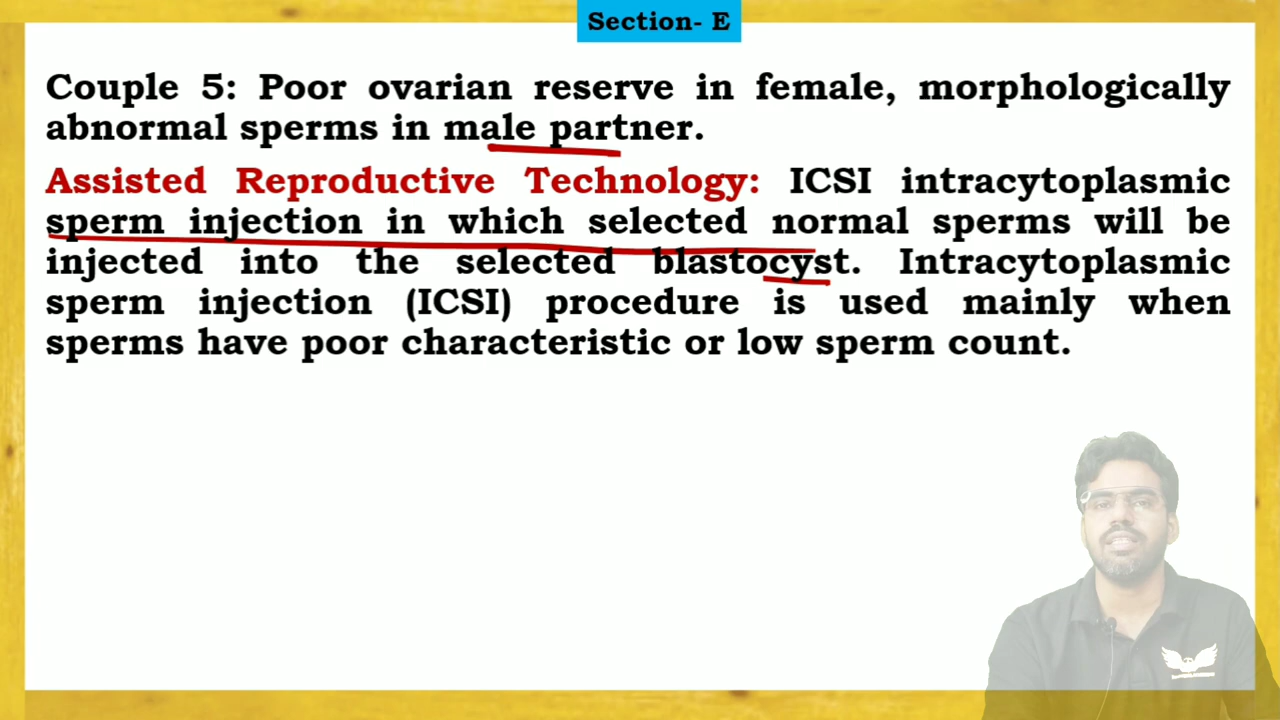 Section- E
Couple 5: Poor ovarian reserve in female, morphologically
abnormal sperms in male partner.
Assisted Reproductive Technology: ICSI intracytoplasmic
sperm injection in which selected normal sperms will be
injected into the selected blastocyst. Intracytoplasmic
sperm injection (ICSI) procedure is used mainly when
sperms have poor characteristic or low sperm count.